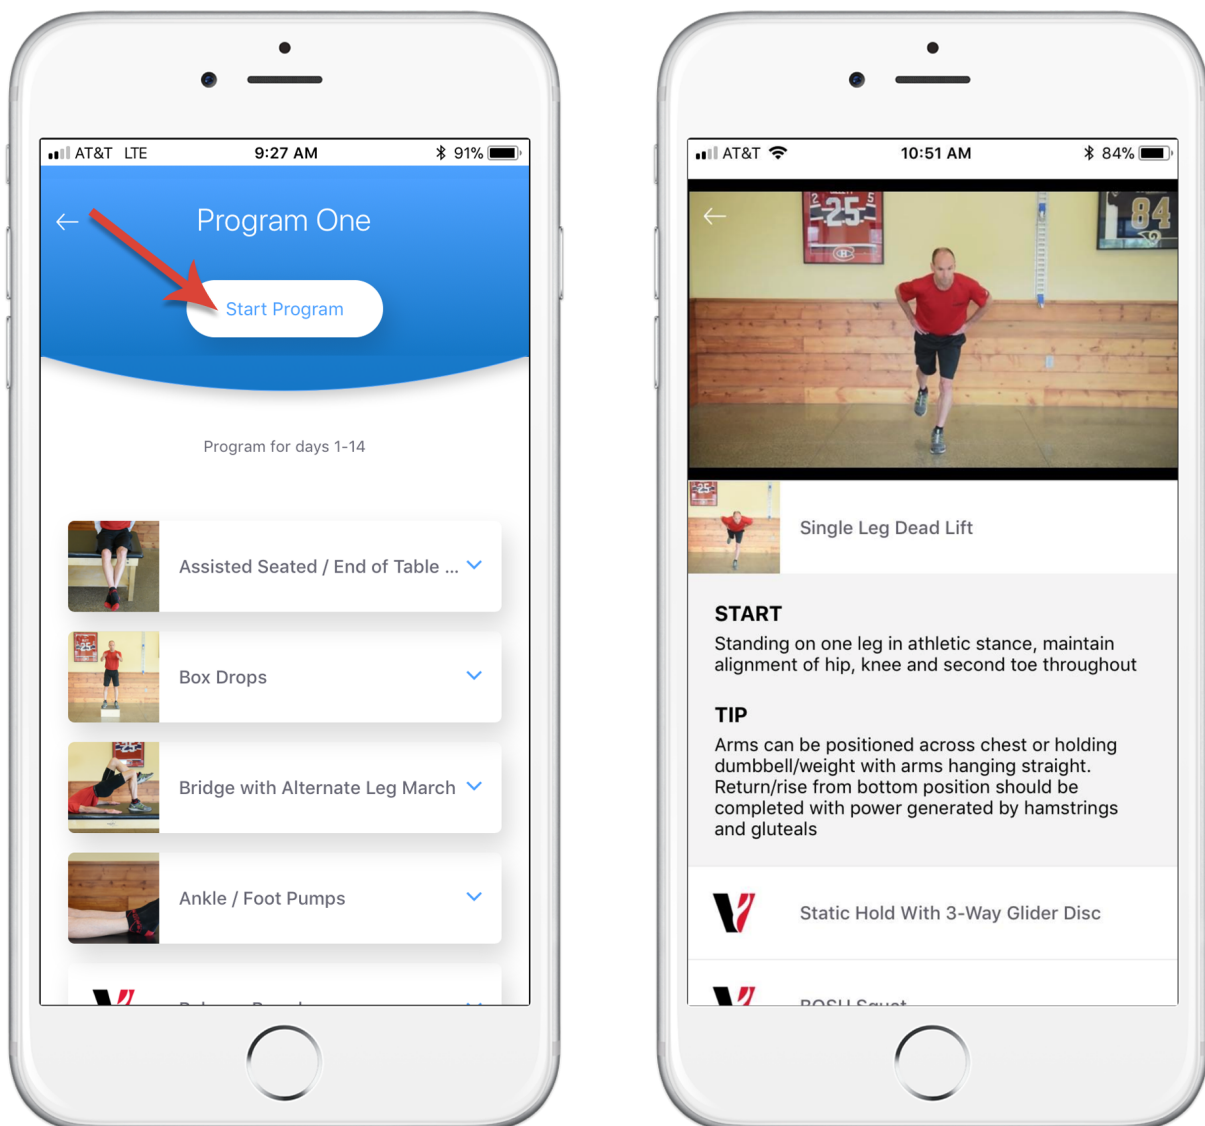 AT&T LTE 9:27 AM 91%
Program One
Start Program
Program for days 1-14
Assisted Seated / End of Table ...
Box Drops
Bridge with Alternate Leg March
Ankle / Foot Pumps
AT&T 10:51 AM 84%
2 25 5
84
Single Leg Dead Lift
START
Standing on one leg in athletic stance, maintain
alignment of hip, knee and second toe throughout
TIP
Arms can be positioned across chest or holding
dumbbell/weight with arms hanging straight.
Return/rise from bottom position should be
completed with power generated by hamstrings
and gluteals
Static Hold With 3-Way Glider Disc
BOSU Squat